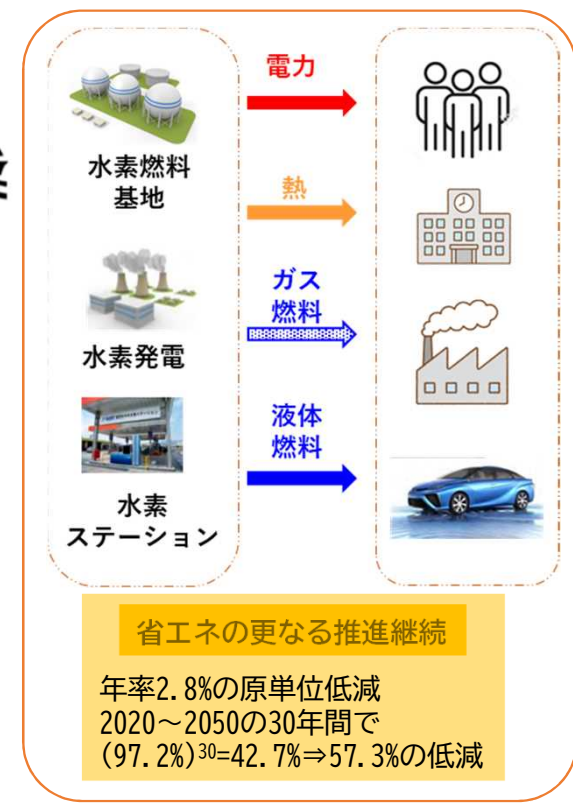 水素燃料
基地
水素発電
水素
ステーション
電力
熱
ガス
燃料
液体
燃料
省エネの更なる推進継続
年率2.8%の原単位低減
2020～2050の30年間で
(97.2%)³⁰=42.7%⇒57.3%の低減